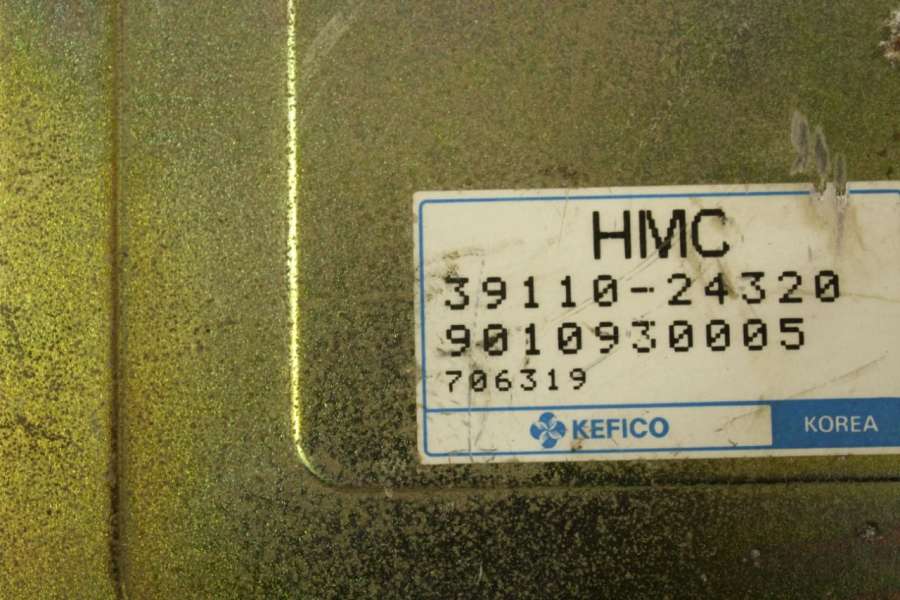 HMC
39110-24320
9010930005
706319
KEFICO KOREA